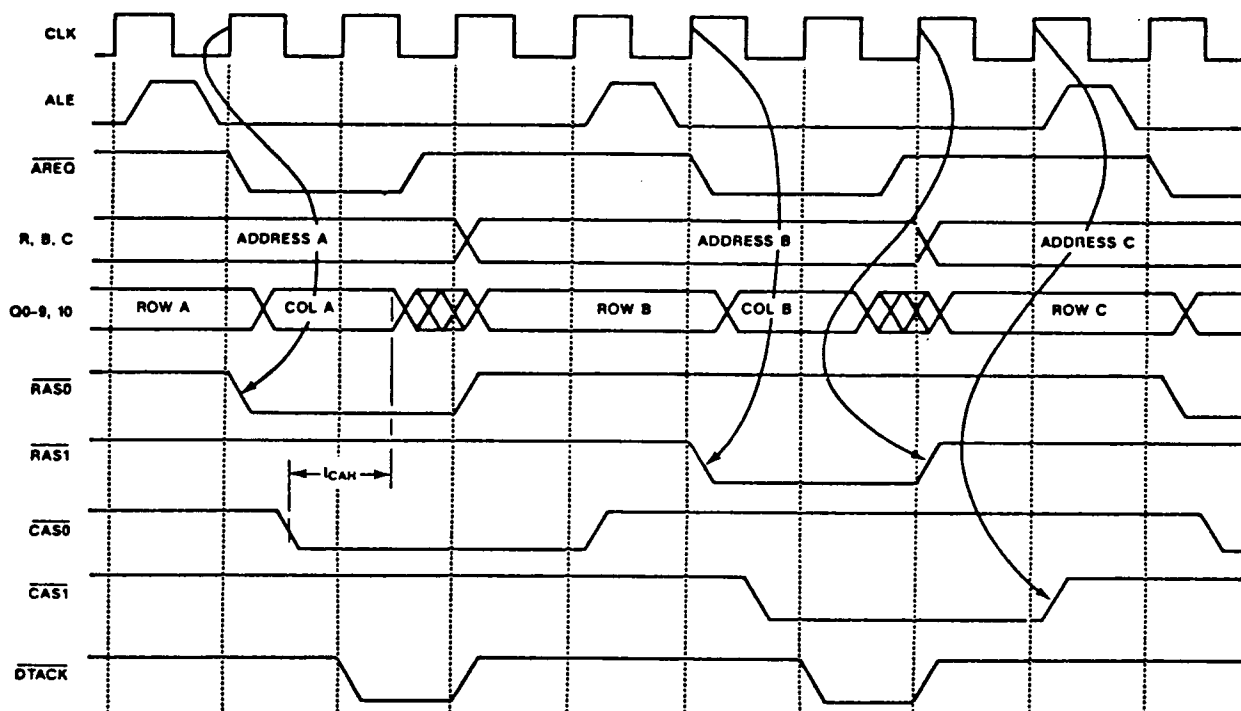 CLK
ALE
AREQ
R, B, C ADDRESS A ADDRESS B ADDRESS C
Q0-9, 10 ROW A COL A ROW B COL B ROW C
RAS0
RAS1
tCAH
CAS0
CAS1
DTACK